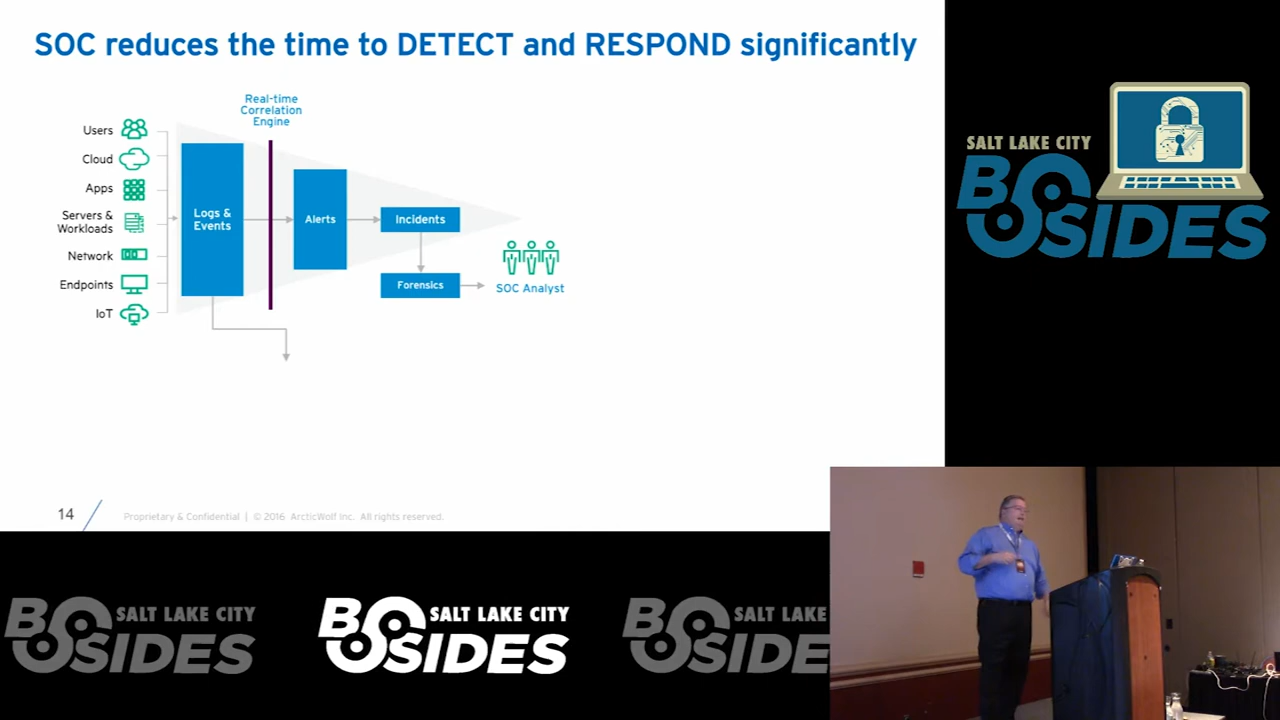 SOC reduces the time to DETECT and RESPOND significantly
Real-time
Correlation
Engine
Users
Cloud
Apps
Servers &
Workloads
Network
Endpoints
IoT
Logs &
Events
Alerts
Incidents
Forensics
SOC Analyst
14
Proprietary & Confidential | © 2016 ArcticWolf Inc. All rights reserved.
SALT LAKE CITY
BSIDES
SALT LAKE CITY
BSIDES
SALT LAKE CITY
BSIDES
SALT LAKE
BSIDES